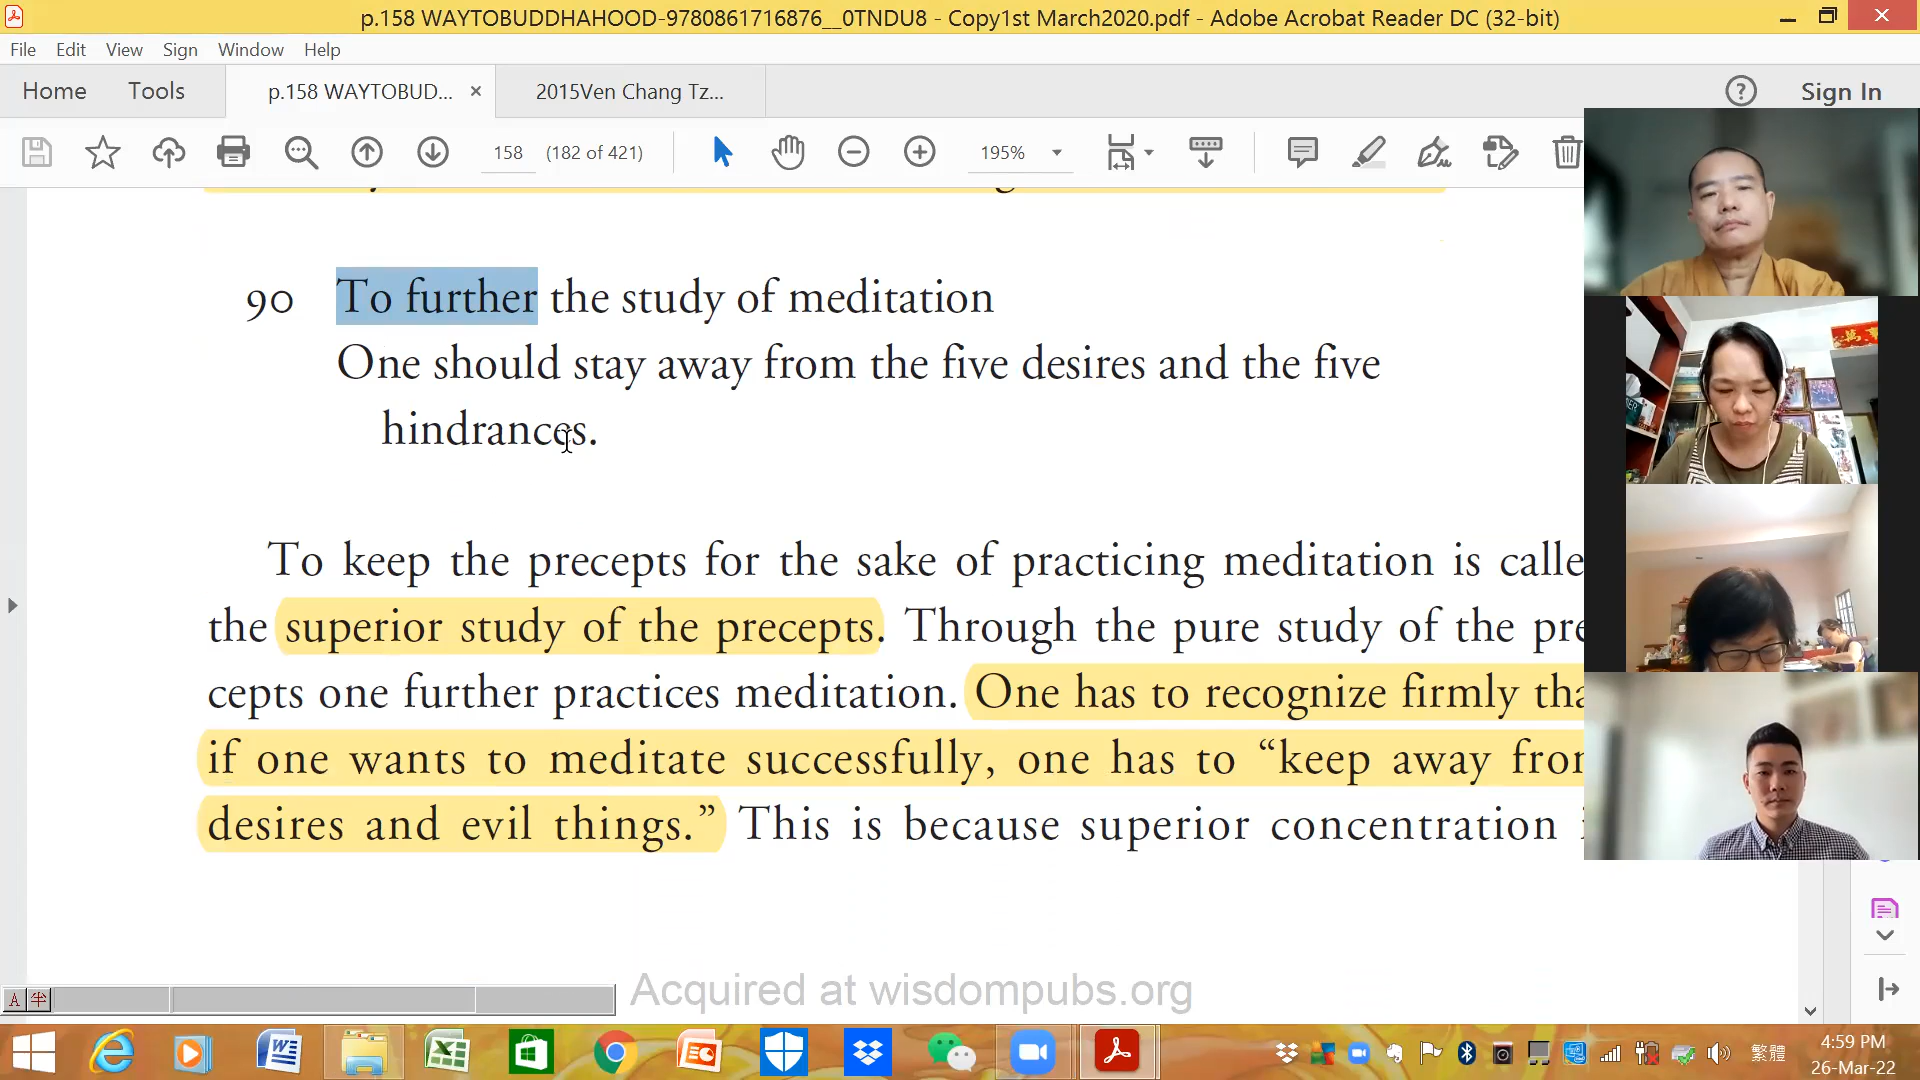 p.158 WAYTOBUDDHAHOOD-9780861716876__0TNDU8 - Copy1st March2020.pdf - Adobe Acrobat Reader DC (32-bit)
File Edit View Sign Window Help
Home Tools p.158 WAYTOBUD... × 2015Ven Chang Tz... Sign In
158 (182 of 421) 195%
90 To further the study of meditation
One should stay away from the five desires and the five
hindrances.
To keep the precepts for the sake of practicing meditation is calle
the superior study of the precepts. Through the pure study of the pre
cepts one further practices meditation. One has to recognize firmly tha
if one wants to meditate successfully, one has to “keep away from
desires and evil things.” This is because superior concentration i
Acquired at wisdompubs.org
A 半
繁體
4:59 PM
26-Mar-22